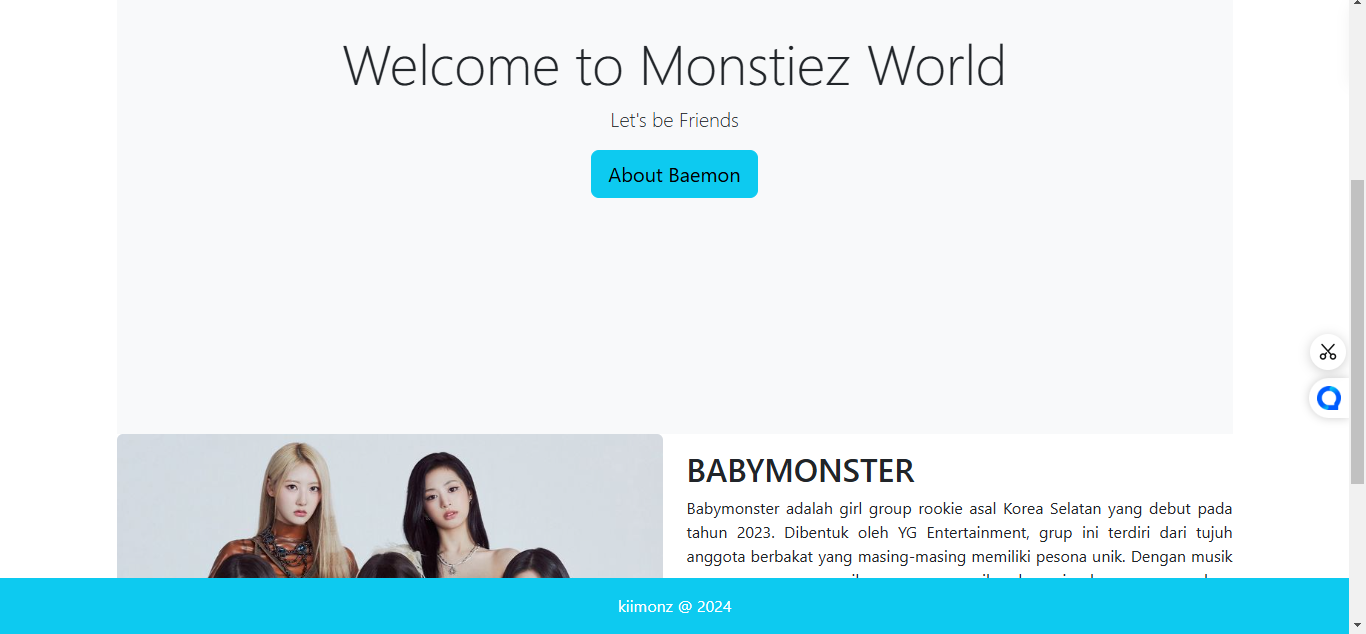 Welcome to Monstiez World
Let's be Friends
About Baemon
BABYMONSTER
Babymonster adalah girl group rookie asal Korea Selatan yang debut pada
tahun 2023. Dibentuk oleh YG Entertainment, grup ini terdiri dari tujuh
anggota berbakat yang masing-masing memiliki pesona unik. Dengan musik
kiimonz @ 2024